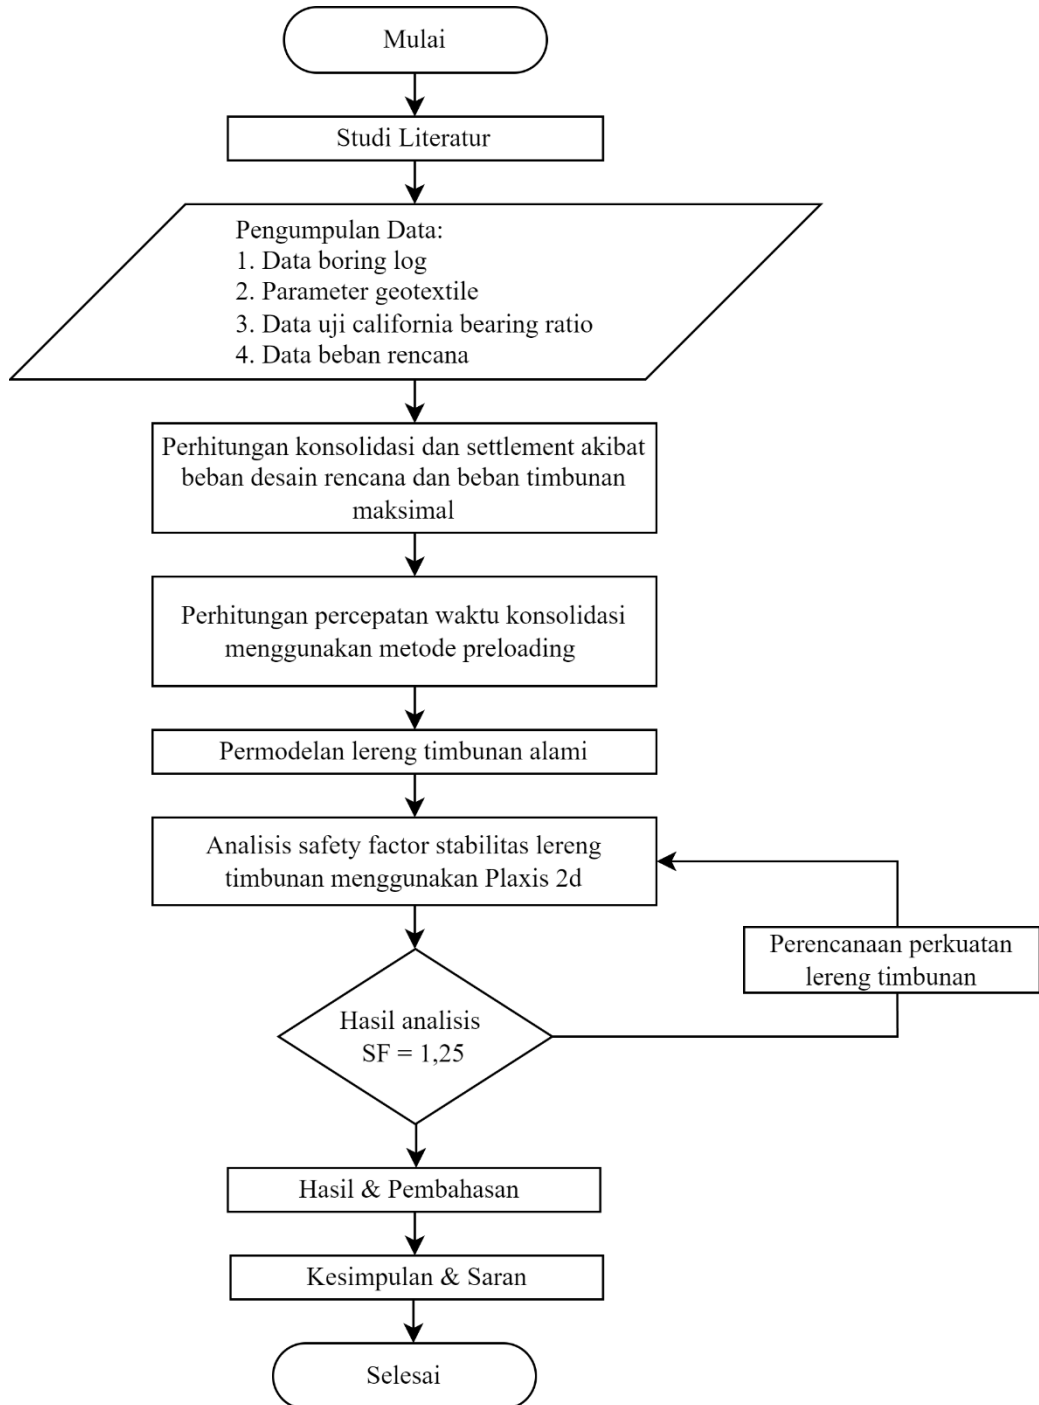 Mulai
Studi Literatur
Pengumpulan Data:
1. Data boring log
2. Parameter geotextile
3. Data uji california bearing ratio
4. Data beban rencana
Perhitungan konsolidasi dan settlement akibat
beban desain rencana dan beban timbunan
maksimal
Perhitungan percepatan waktu konsolidasi
menggunakan metode preloading
Permodelan lereng timbunan alami
Analisis safety factor stabilitas lereng
timbunan menggunakan Plaxis 2d
Perencanaan perkuatan
lereng timbunan
Hasil analisis
SF = 1,25
Hasil & Pembahasan
Kesimpulan & Saran
Selesai